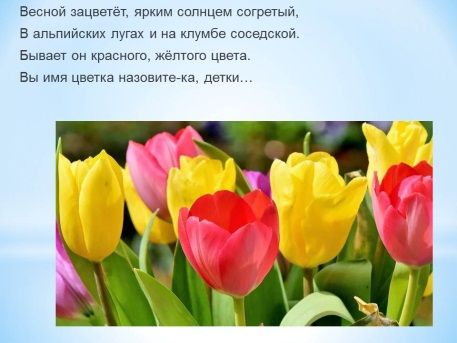 Весной зацветёт, ярким солнцем согретый,
В альпийских лугах и на клумбе соседской.
Бывает он красного, жёлтого цвета.
Вы имя цветка назовите-ка, детки…